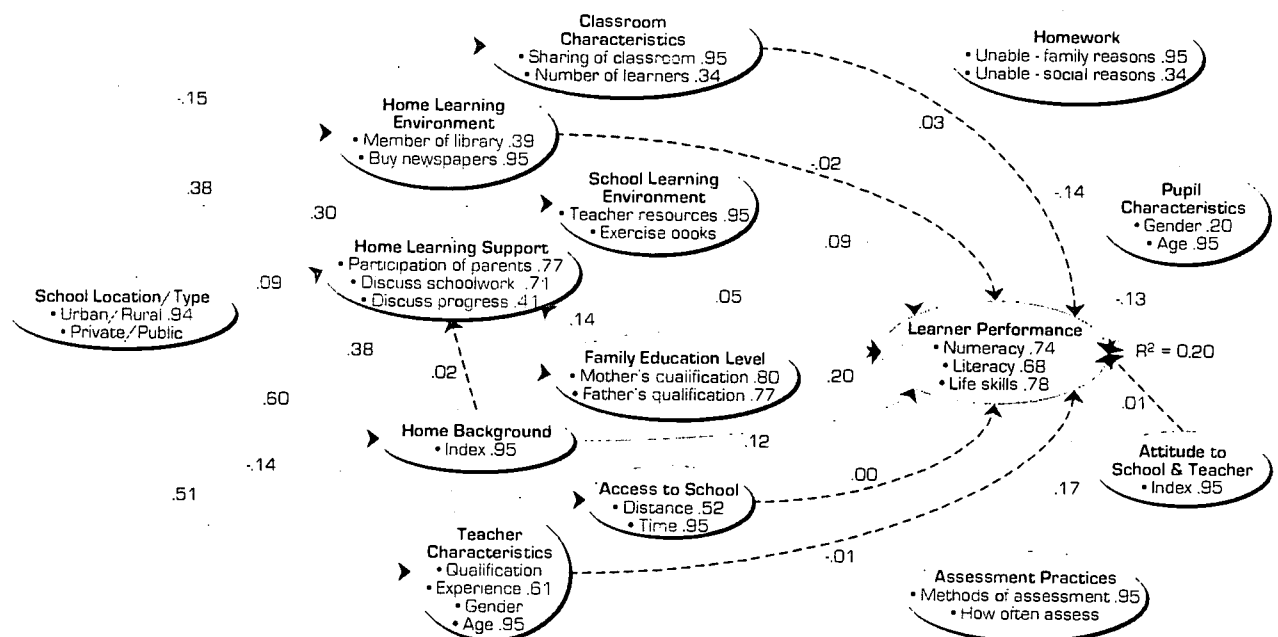 Classroom
Characteristics
• Sharing of classroom .95
• Number of learners .34
Homework
• Unable - family reasons .95
• Unable - social reasons .34
-.15
Home Learning
Environment
• Member of library .39
• Buy newspapers .95
.03
-.02
.38
School Learning
Environment
• Teacher resources .95
• Exercise books
-.14
Pupil
Characteristics
• Gender .20
• Age .95
.30
Home Learning Support
• Participation of parents .77
• Discuss schoolwork .71
• Discuss progress .41
.09
.09
School Location/Type
• Urban/Rural .94
• Private/Public
.05
-.13
.14
Learner Performance
• Numeracy .74
• Literacy .68
• Life skills .78
R² = 0.20
.38
.02
Family Education Level
• Mother's qualification .80
• Father's qualification .77
.20
.60
.01
Home Background
• Index .95
.12
-.14
.00
Attitude to
School & Teacher
• Index .95
.51
Access to School
• Distance .52
• Time .95
.17
Teacher
Characteristics
• Qualification
• Experience .61
• Gender
• Age .95
-.01
Assessment Practices
• Methods of assessment .95
• How often assess